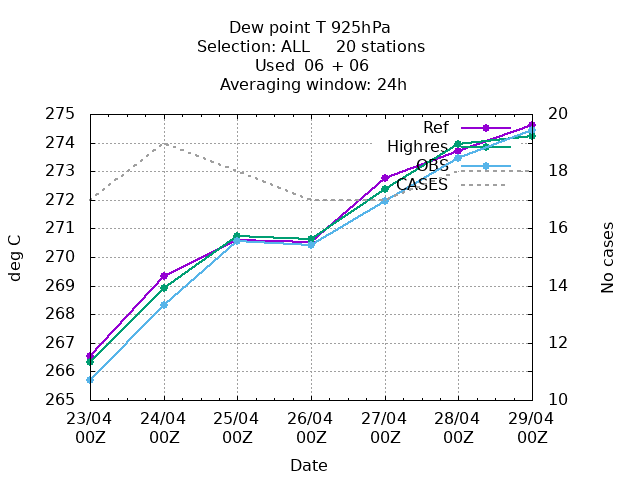 Dew point T 925hPa
Selection: ALL 20 stations
Used 06 + 06
Averaging window: 24h
275 20
Ref
274
Highres
273 18
OBS
CASES
272
271 16
270
deg C
No cases
269 14
268
267 12
266
265 10
23/04 24/04 25/04 26/04 27/04 28/04 29/04
00Z 00Z 00Z 00Z 00Z 00Z 00Z
Date